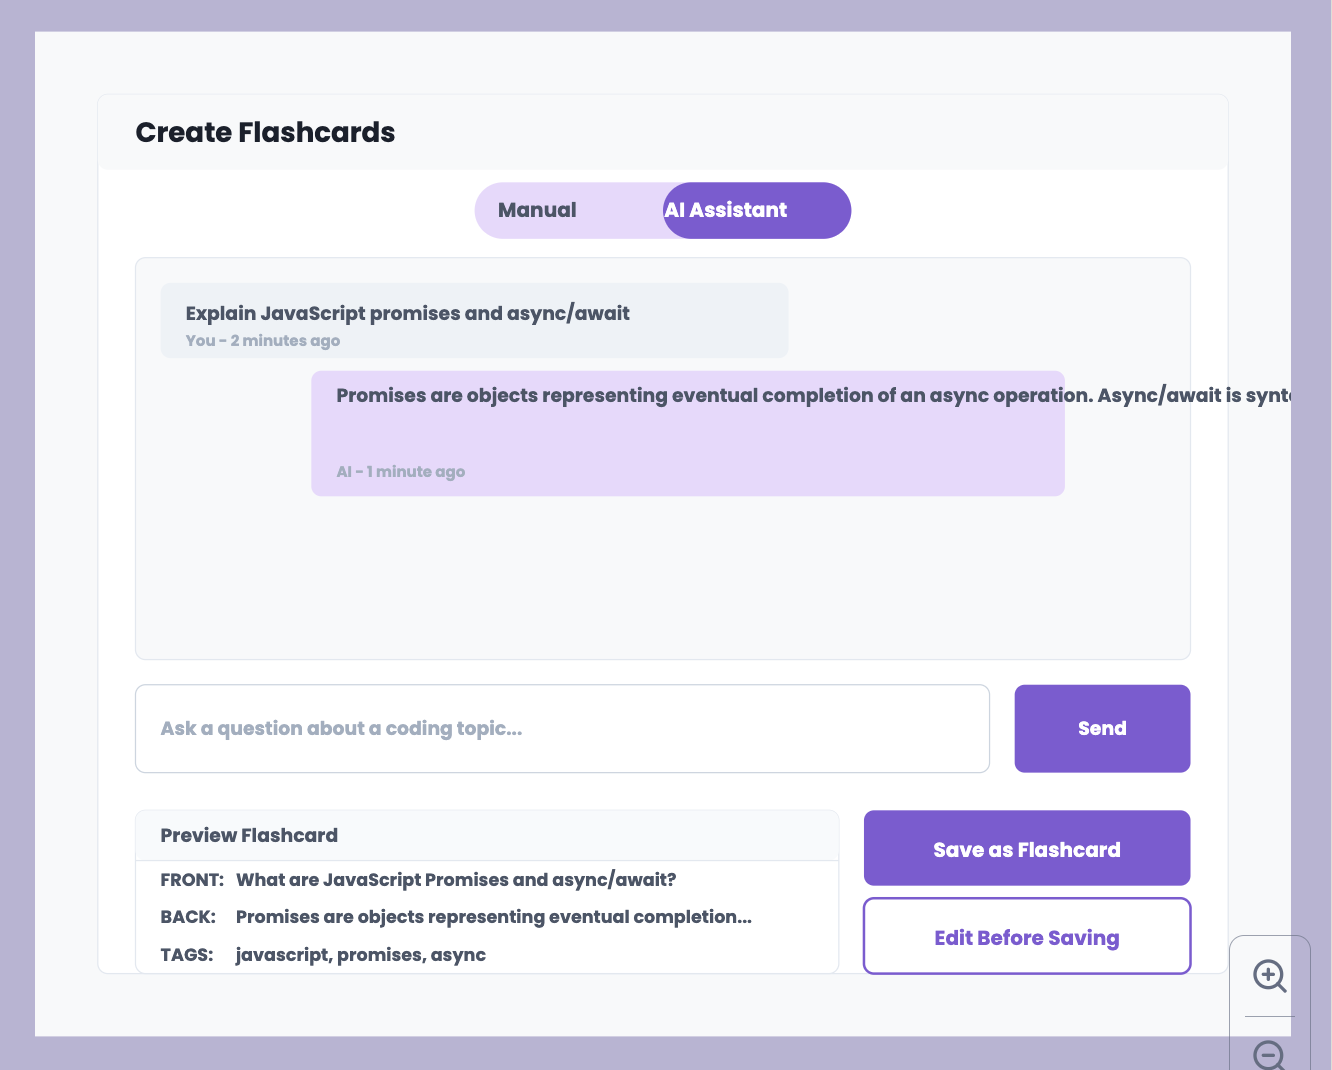 Create Flashcards
Manual
AI Assistant
Explain JavaScript promises and async/await
You - 2 minutes ago
Promises are objects representing eventual completion of an async operation. Async/await is
AI - 1 minute ago
Ask a question about a coding topic...
Send
Preview Flashcard
FRONT: What are JavaScript Promises and async/await?
BACK: Promises are objects representing eventual completion...
TAGS: javascript, promises, async
Save as Flashcard
Edit Before Saving